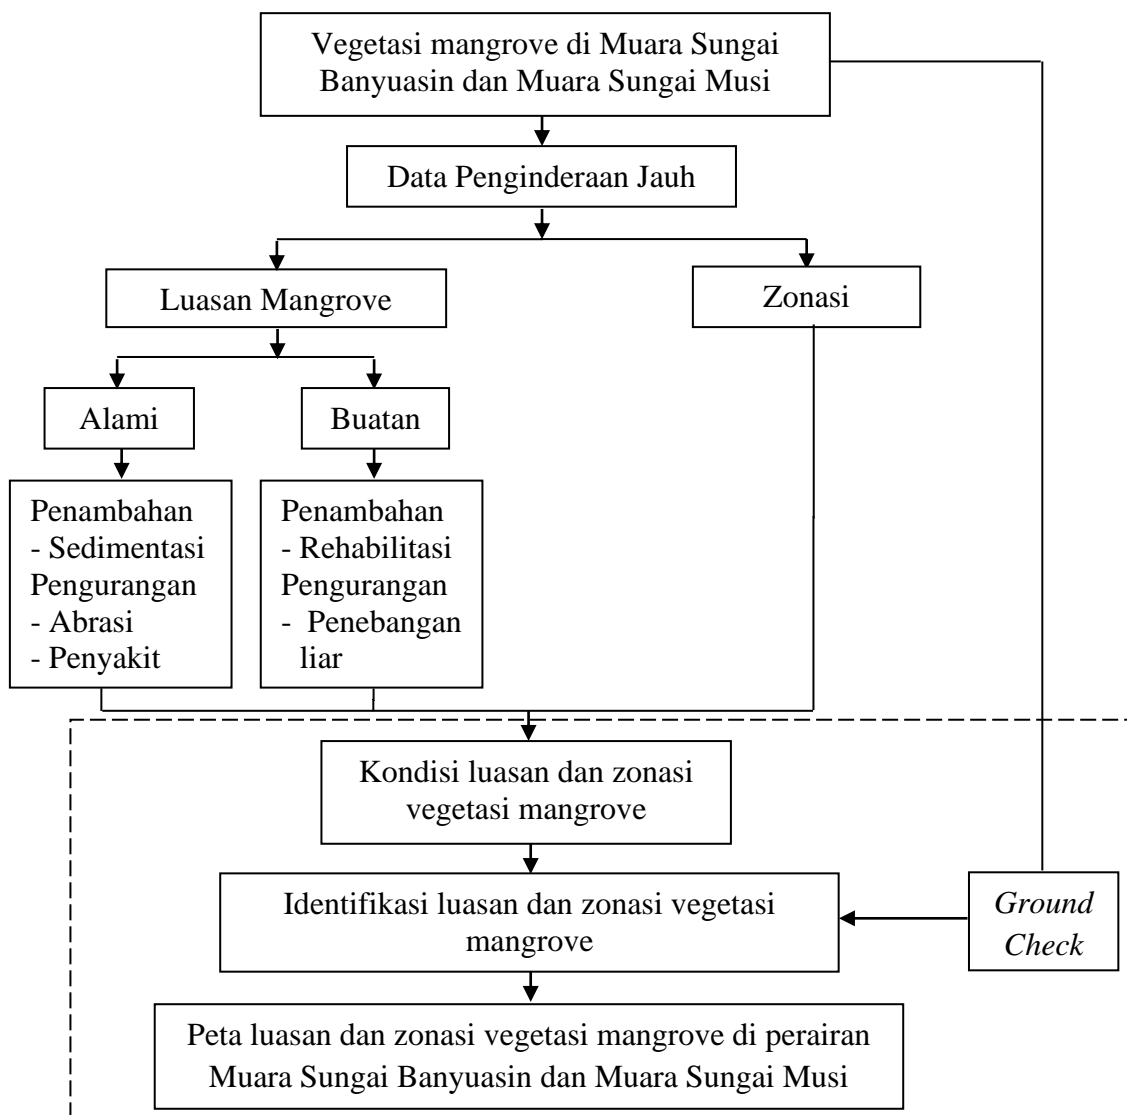 Vegetasi mangrove di Muara Sungai
Banyuasin dan Muara Sungai Musi
Data Penginderaan Jauh
Luasan Mangrove
Zonasi
Alami
Buatan
Penambahan
- Sedimentasi
Pengurangan
- Abrasi
- Penyakit
Penambahan
- Rehabilitasi
Pengurangan
- Penebangan
liar
Kondisi luasan dan zonasi
vegetasi mangrove
Identifikasi luasan dan zonasi vegetasi
mangrove
Ground
Check
Peta luasan dan zonasi vegetasi mangrove di perairan
Muara Sungai Banyuasin dan Muara Sungai Musi